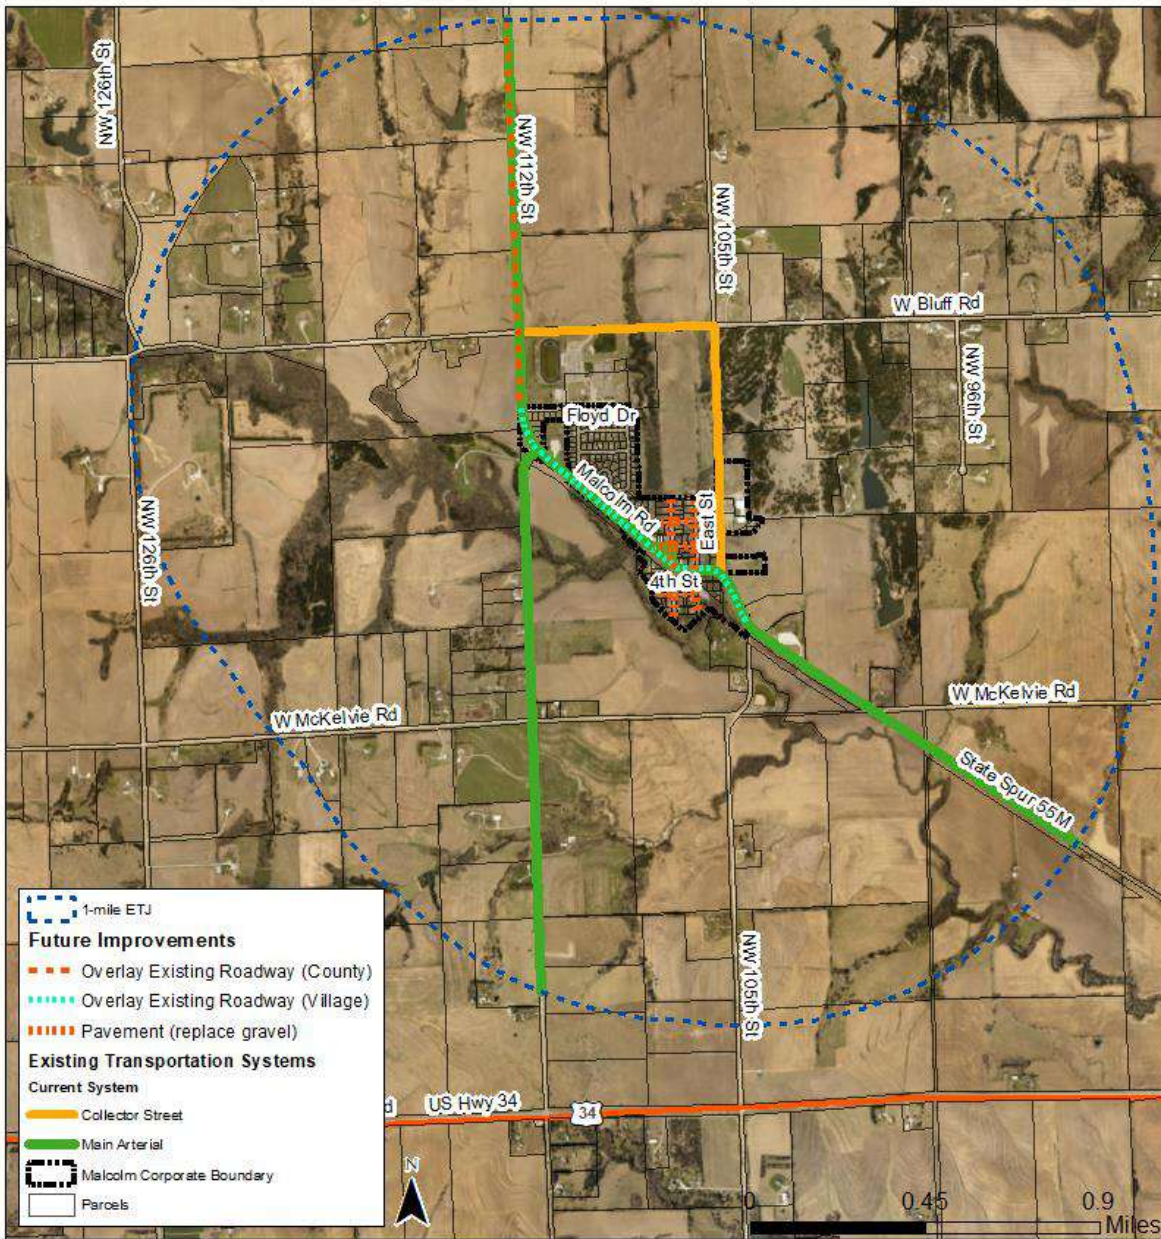 NW 126th St
NW 112th St
NW 105th St
W Bluff Rd
NW 96th St
Floyd Dr
Malcolm Rd
East St
4th St
NW 126th St
W McKelvie Rd
W McKelvie Rd
State Spur 55M
NW 105th St
d
US Hwy 34
34
1-mile ETJ
Future Improvements
Overlay Existing Roadway (County)
Overlay Existing Roadway (Village)
Pavement (replace gravel)
Existing Transportation Systems
Current System
Collector Street
Main Arterial
Malcolm Corporate Boundary
Parcels
N
0 0.45 0.9
Miles